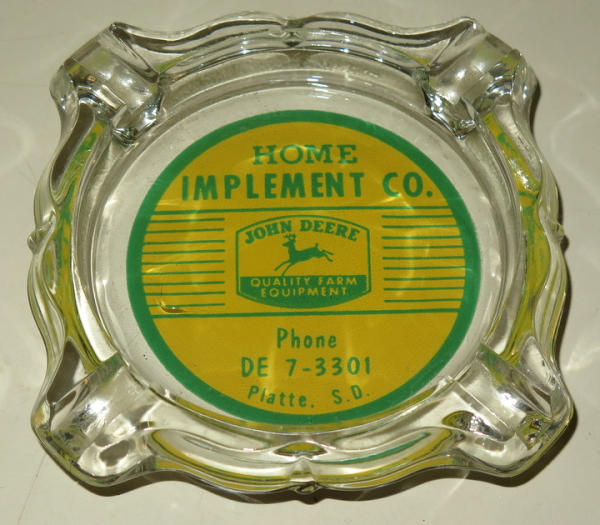 HOME
IMPLEMENT CO.
JOHN DEERE
QUALITY FARM
EQUIPMENT
Phone
DE 7-3301
Platte, S.D.